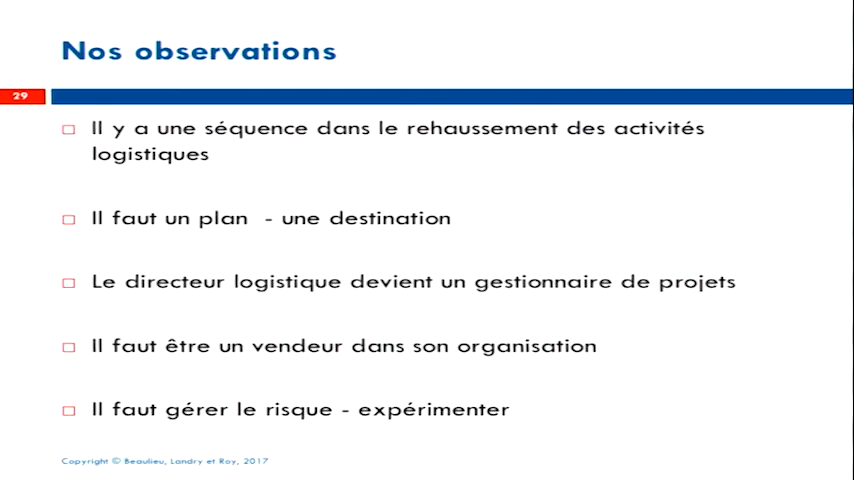 Nos observations
29
Il y a une séquence dans le rehaussement des activités
logistiques
Il faut un plan - une destination
Le directeur logistique devient un gestionnaire de projets
Il faut être un vendeur dans son organisation
Il faut gérer le risque - expérimenter
Copyright © Beaulieu, Landry et Roy, 2017